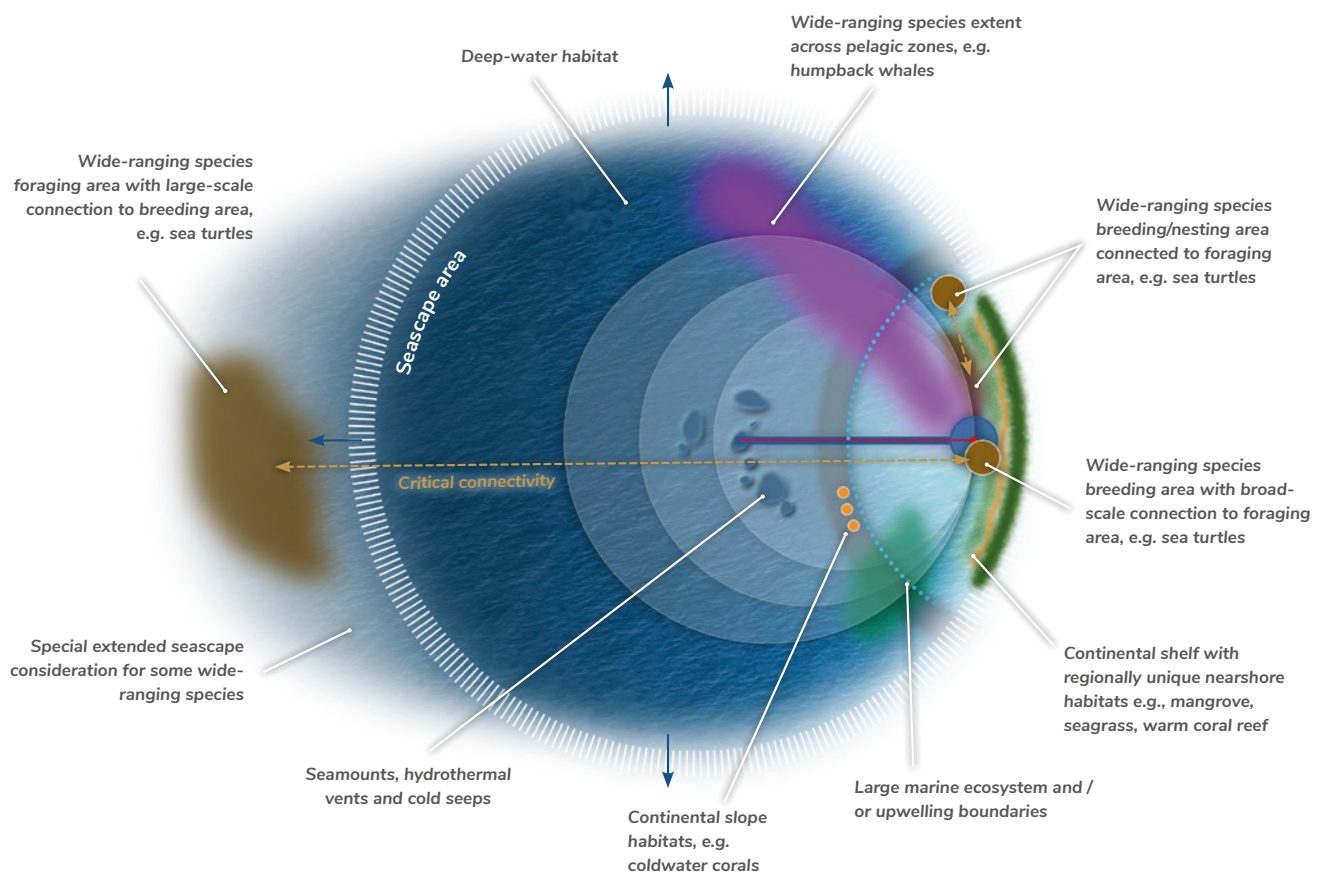 Wide-ranging species extent
across pelagic zones, e.g.
humpback whales
Deep-water habitat
Wide-ranging species
foraging area with large-scale
connection to breeding area,
e.g. sea turtles
Wide-ranging species
breeding/nesting area
connected to foraging
area, e.g. sea turtles
Seascape area
Critical connectivity
Wide-ranging species
breeding area with broad-
scale connection to foraging
area, e.g. sea turtles
Special extended seascape
consideration for some wide-
ranging species
Continental shelf with
regionally unique nearshore
habitats e.g., mangrove,
seagrass, warm coral reef
Seamounts, hydrothermal
vents and cold seeps
Continental slope
habitats, e.g.
coldwater corals
Large marine ecosystem and /
or upwelling boundaries